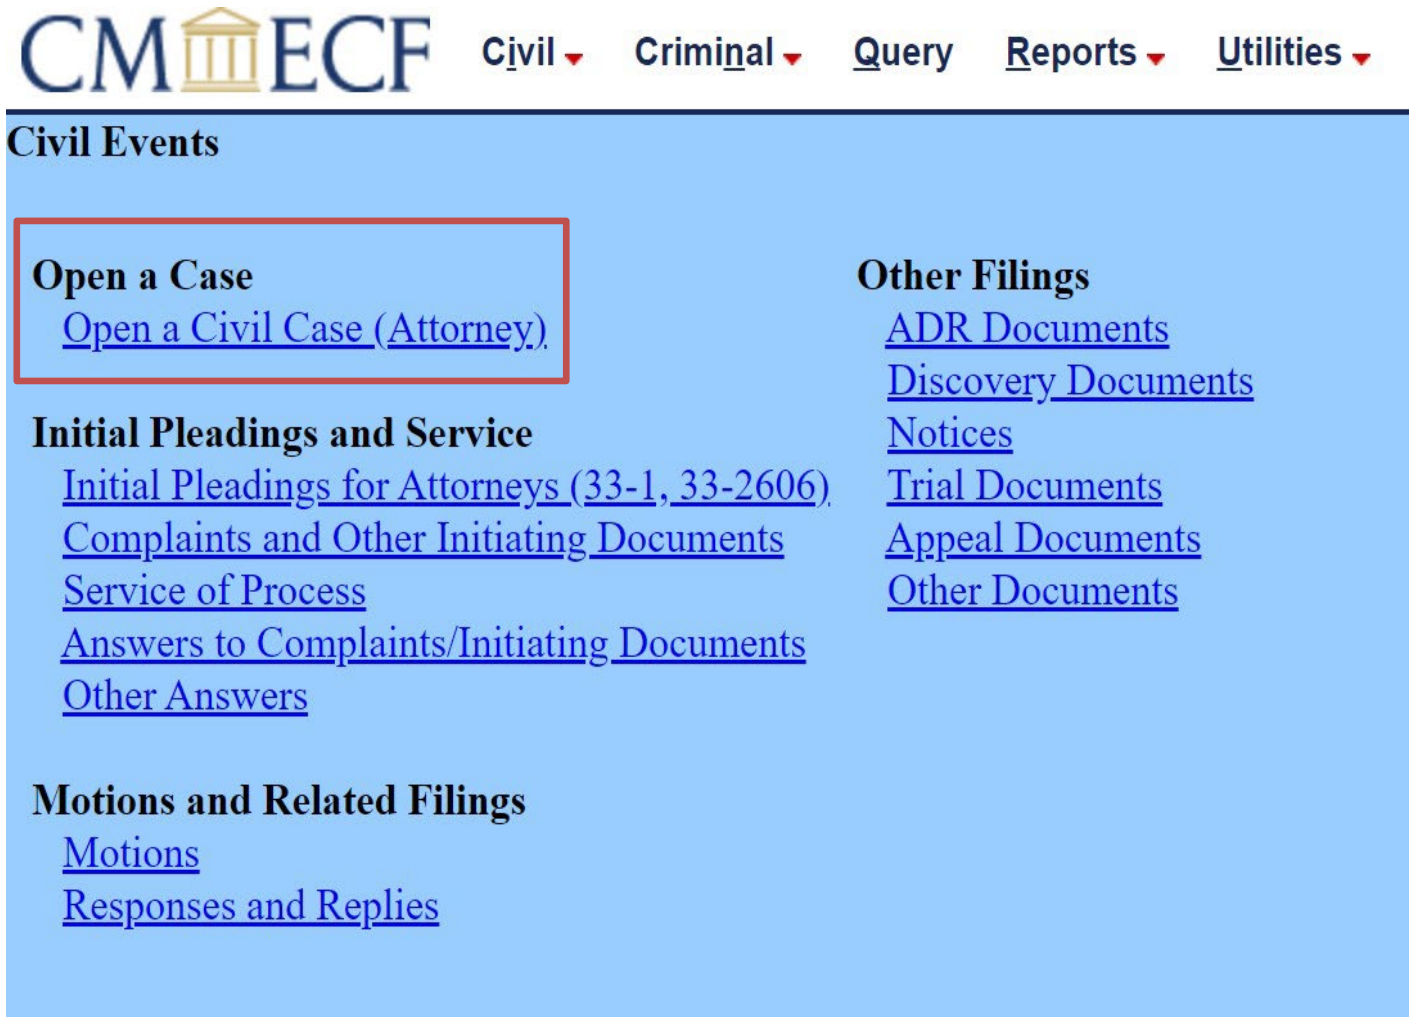 CM ECF Civil Criminal Query Reports Utilities
Civil Events
Open a Case
Open a Civil Case (Attorney)
Initial Pleadings and Service
Initial Pleadings for Attorneys (33-1, 33-2606)
Complaints and Other Initiating Documents
Service of Process
Answers to Complaints/Initiating Documents
Other Answers
Motions and Related Filings
Motions
Responses and Replies
Other Filings
ADR Documents
Discovery Documents
Notices
Trial Documents
Appeal Documents
Other Documents